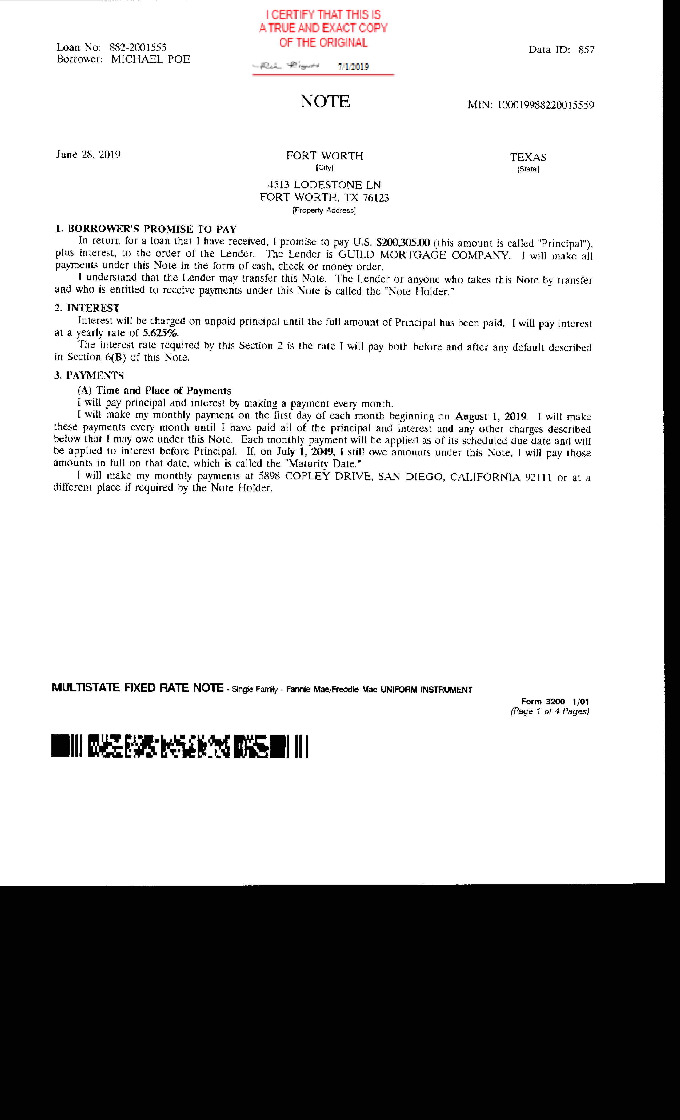 I CERTIFY THAT THIS IS
A TRUE AND EXACT COPY
OF THE ORIGINAL
7/1/2019
Loan No: 882-2001555
Borrower: MICHAEL POE
Data ID: 857
NOTE
MIN: 100019988220015559
June 28, 2019
FORT WORTH
[City]
TEXAS
[State]
4513 LODESTONE LN
FORT WORTH, TX 76123
[Property Address]
1. BORROWER'S PROMISE TO PAY
In return for a loan that I have received, I promise to pay U.S. $200,305.00 (this amount is called "Principal"),
plus interest, to the order of the Lender. The Lender is GUILD MORTGAGE COMPANY. I will make all
payments under this Note in the form of cash, check or money order.
I understand that the Lender may transfer this Note. The Lender or anyone who takes this Note by transfer
and who is entitled to receive payments under this Note is called the "Note Holder."
2. INTEREST
Interest will be charged on unpaid principal until the full amount of Principal has been paid. I will pay interest
at a yearly rate of 5.625%.
The interest rate required by this Section 2 is the rate I will pay both before and after any default described
in Section 6(B) of this Note.
3. PAYMENTS
(A) Time and Place of Payments
I will pay principal and interest by making a payment every month.
I will make my monthly payment on the first day of each month beginning on August 1, 2019. I will make
these payments every month until I have paid all of the principal and interest and any other charges described
below that I may owe under this Note. Each monthly payment will be applied as of its scheduled due date and will
be applied to interest before Principal. If, on July 1, 2049, I still owe amounts under this Note, I will pay those
amounts in full on that date, which is called the "Maturity Date."
I will make my monthly payments at 5898 COPLEY DRIVE, SAN DIEGO, CALIFORNIA 92111 or at a
different place if required by the Note Holder.
MULTISTATE FIXED RATE NOTE - Single Family - Fannie Mae/Freddie Mac UNIFORM INSTRUMENT
Form 3200 1/01
(Page 1 of 4 Pages)